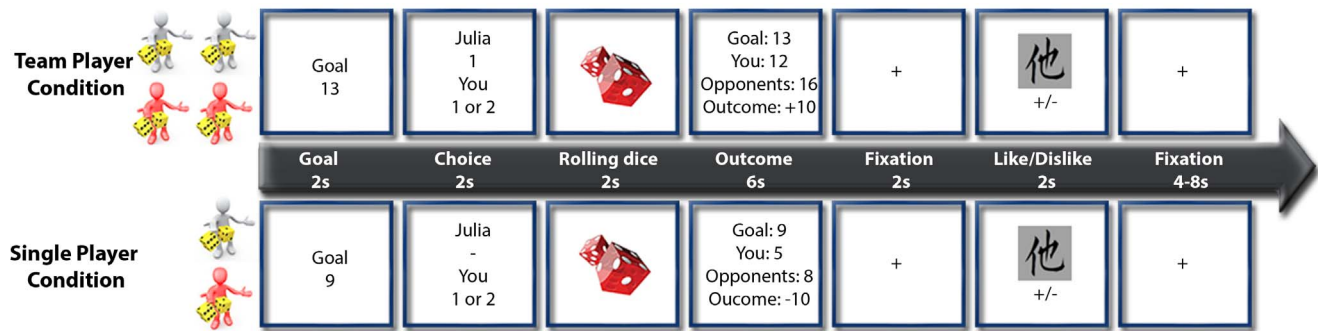 Team Player
Condition
Goal
13
Julia
1
You
1 or 2
Goal: 13
You: 12
Opponents: 16
Outcome: +10
+
他
+/-
+
Goal
2s
Choice
2s
Rolling dice
2s
Outcome
6s
Fixation
2s
Like/Dislike
2s
Fixation
4-8s
Single Player
Condition
Goal
9
Julia
-
You
1 or 2
Goal: 9
You: 5
Opponents: 8
Oucome: -10
+
他
+/-
+